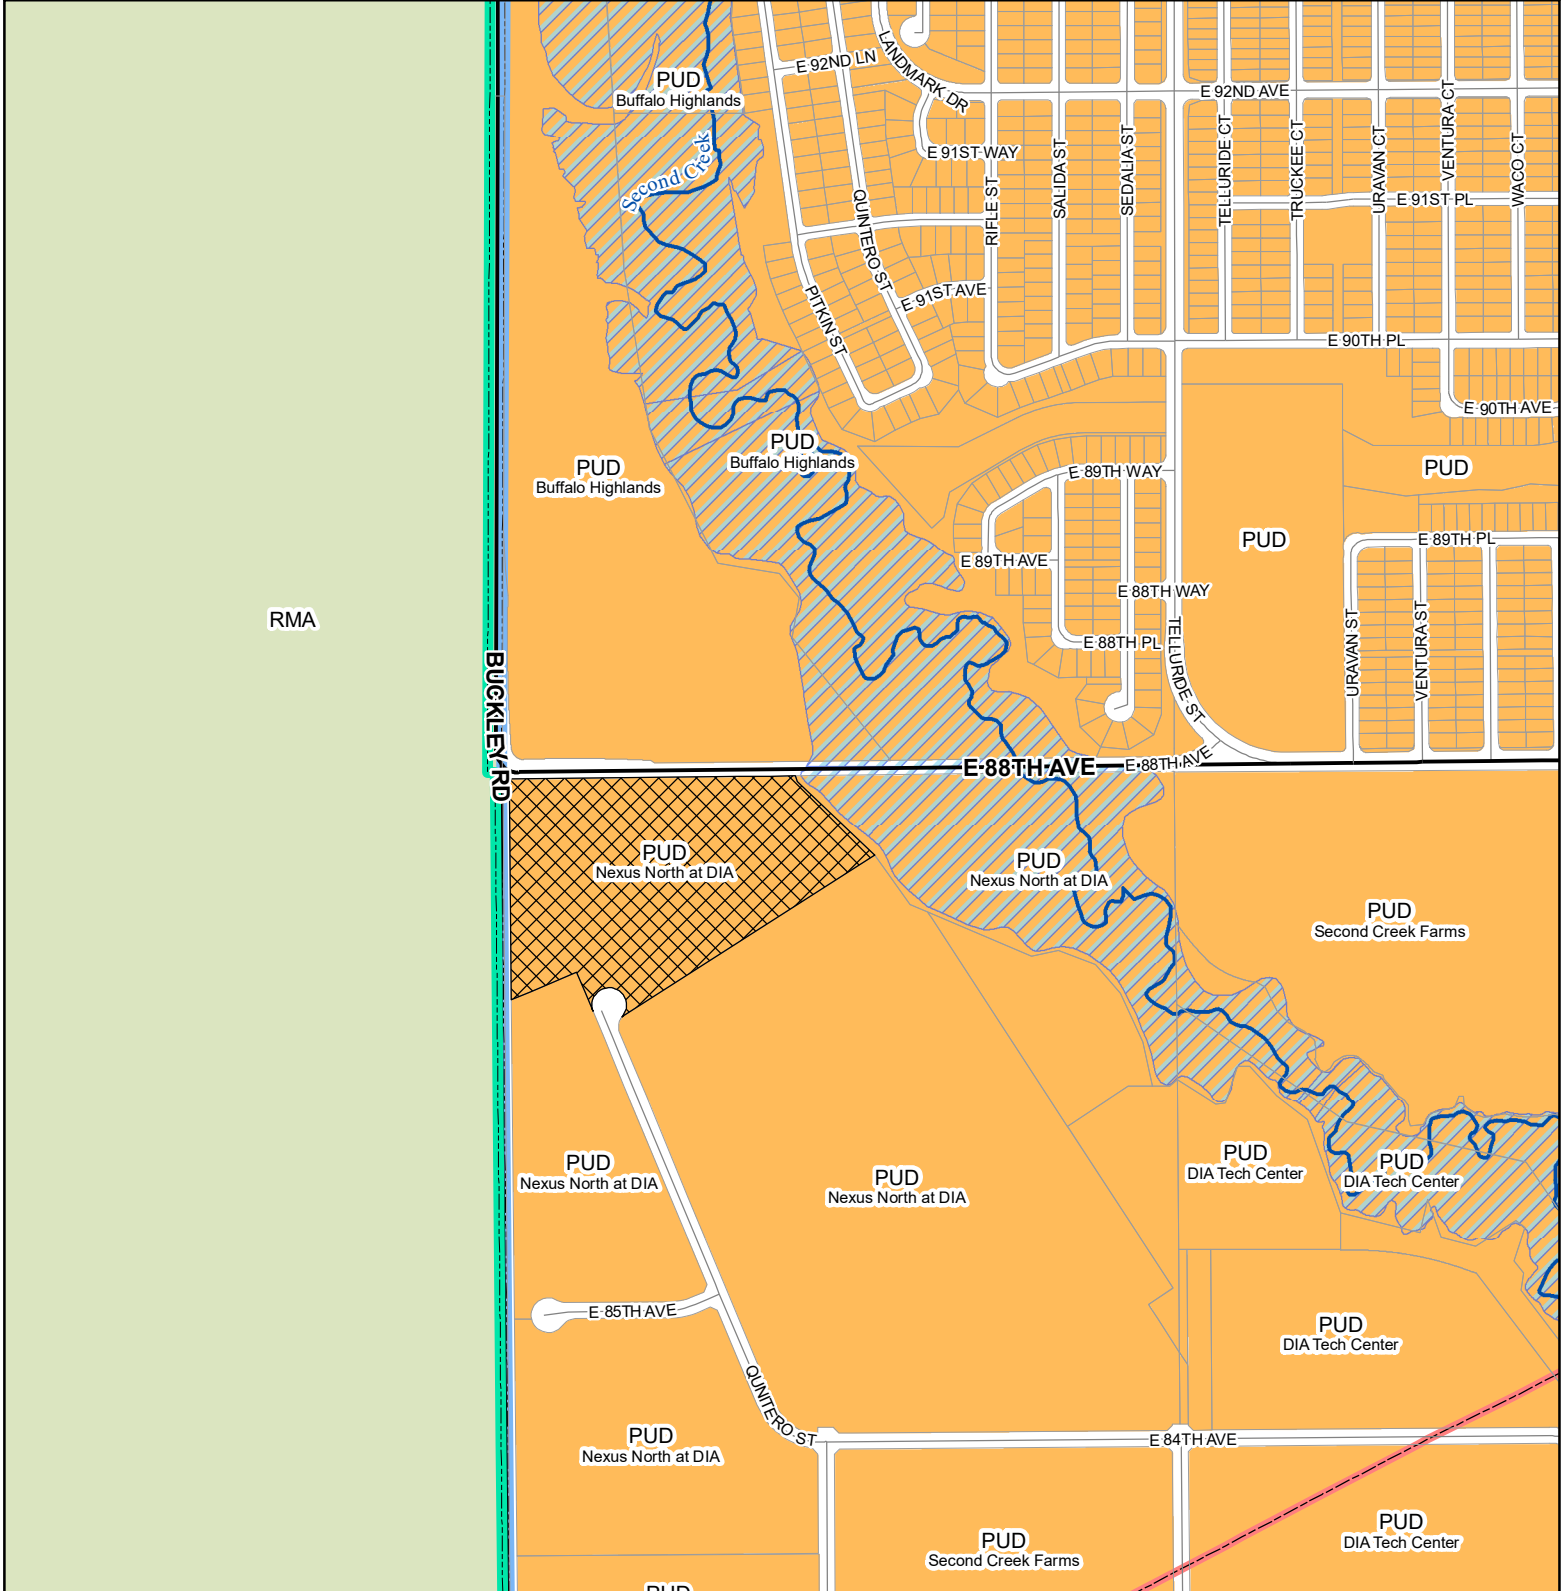 PUD
Buffalo Highlands
Second Creek
E 92ND LN
LANDMARK DR
E 92ND AVE
E 91ST WAY
RIFLE ST
SALIDA ST
SEDALIA ST
TELLURIDE CT
TRUCKEE CT
URAVAN CT
VENTURA CT
WACO CT
E 91ST PL
QUINTERO ST
E 91ST AVE
PITKIN ST
E 90TH PL
E 90TH AVE
PUD
Buffalo Highlands
PUD
Buffalo Highlands
E 89TH WAY
PUD
PUD
E 89TH PL
E 89TH AVE
E 88TH WAY
E 88TH PL
TELLURIDE ST
URAVAN ST
VENTURA ST
RMA
BUCKLEY RD
E 88TH AVE
E 88TH AVE
PUD
Nexus North at DIA
PUD
Nexus North at DIA
PUD
Second Creek Farms
PUD
Nexus North at DIA
PUD
Nexus North at DIA
PUD
DIA Tech Center
PUD
DIA Tech Center
E 85TH AVE
PUD
DIA Tech Center
QUNITERO ST
PUD
Nexus North at DIA
E 84TH AVE
PUD
Second Creek Farms
PUD
DIA Tech Center
PUD